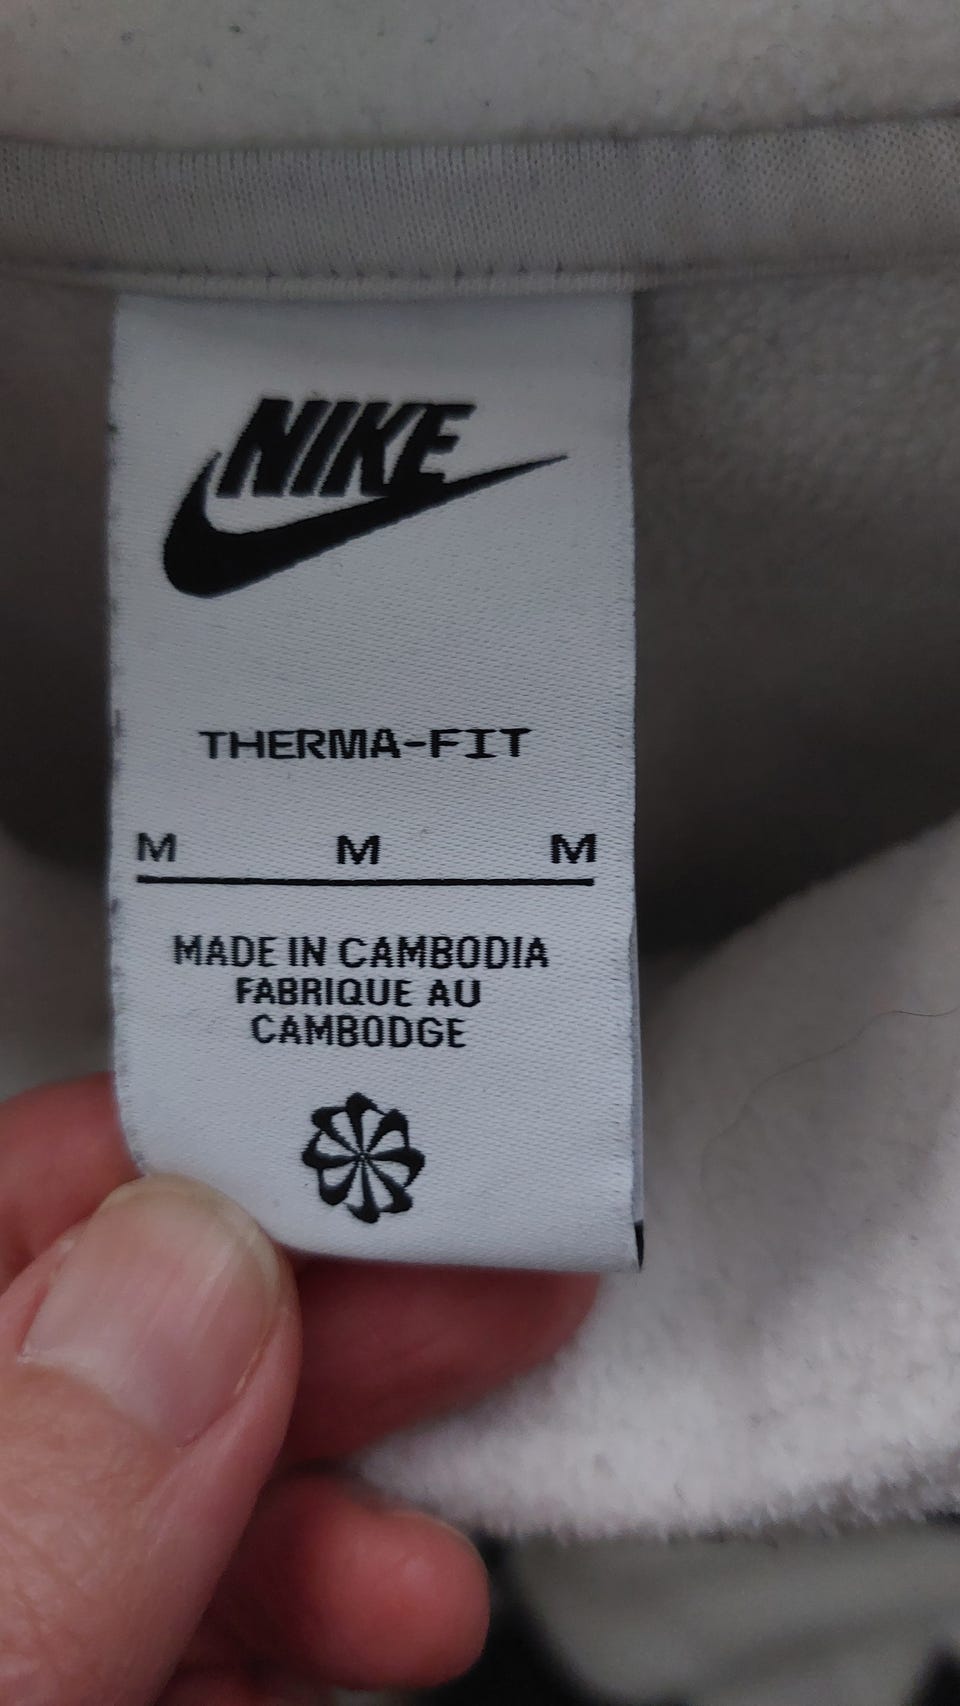 NIKE
THERMA-FIT
M M M
MADE IN CAMBODIA
FABRIQUE AU
CAMBODGE